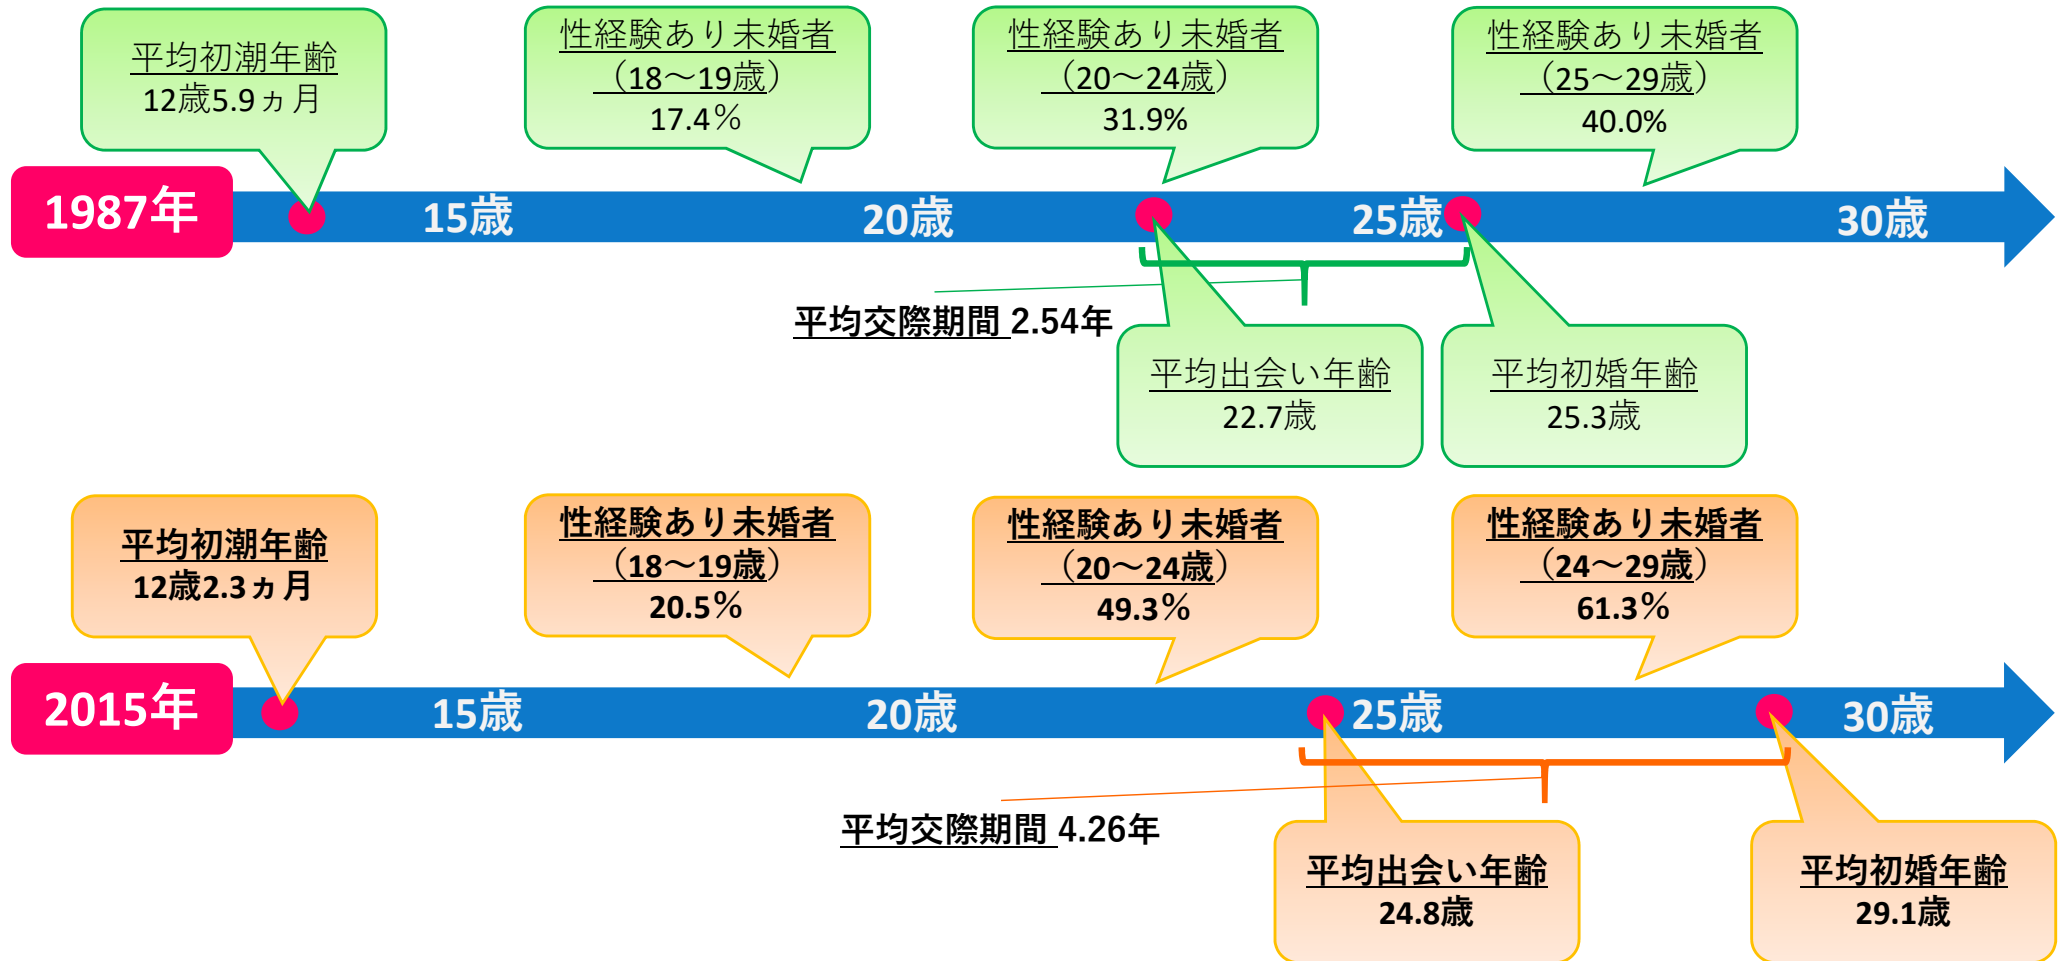 平均初潮年齢
12歳5.9ヵ月
性経験あり未婚者
（18～19歳）
17.4％
性経験あり未婚者
（20～24歳）
31.9%
性経験あり未婚者
（25～29歳）
40.0%
1987年
15歳
20歳
25歳
30歳
平均交際期間 2.54年
平均出会い年齢
22.7歳
平均初婚年齢
25.3歳
平均初潮年齢
12歳2.3ヵ月
性経験あり未婚者
（18～19歳）
20.5％
性経験あり未婚者
（20～24歳）
49.3％
性経験あり未婚者
（24～29歳）
61.3％
2015年
15歳
20歳
25歳
30歳
平均交際期間 4.26年
平均出会い年齢
24.8歳
平均初婚年齢
29.1歳